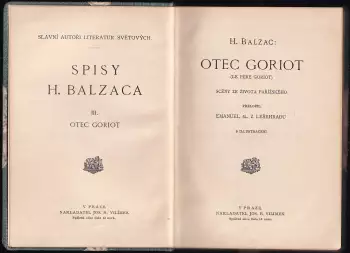 SLAVNÍ AUTOŘI LITERATUR SVĚTOVÝCH.
SPISY
H. BALZACA
III.
OTEC GORIOT
V PRAZE
NAKLADATEL JOS. R. VILÍMEK
H. BALZAC:
OTEC GORIOT
(LE PÈRE GORIOT)
SCÉNY ZE ŽIVOTA PAŘÍŽSKÉHO.
PŘELOŽIL
EMANUEL šl. Z LEŠEHRADU
V PRAZE
NAKLADATEL JOS. R. VILÍMEK